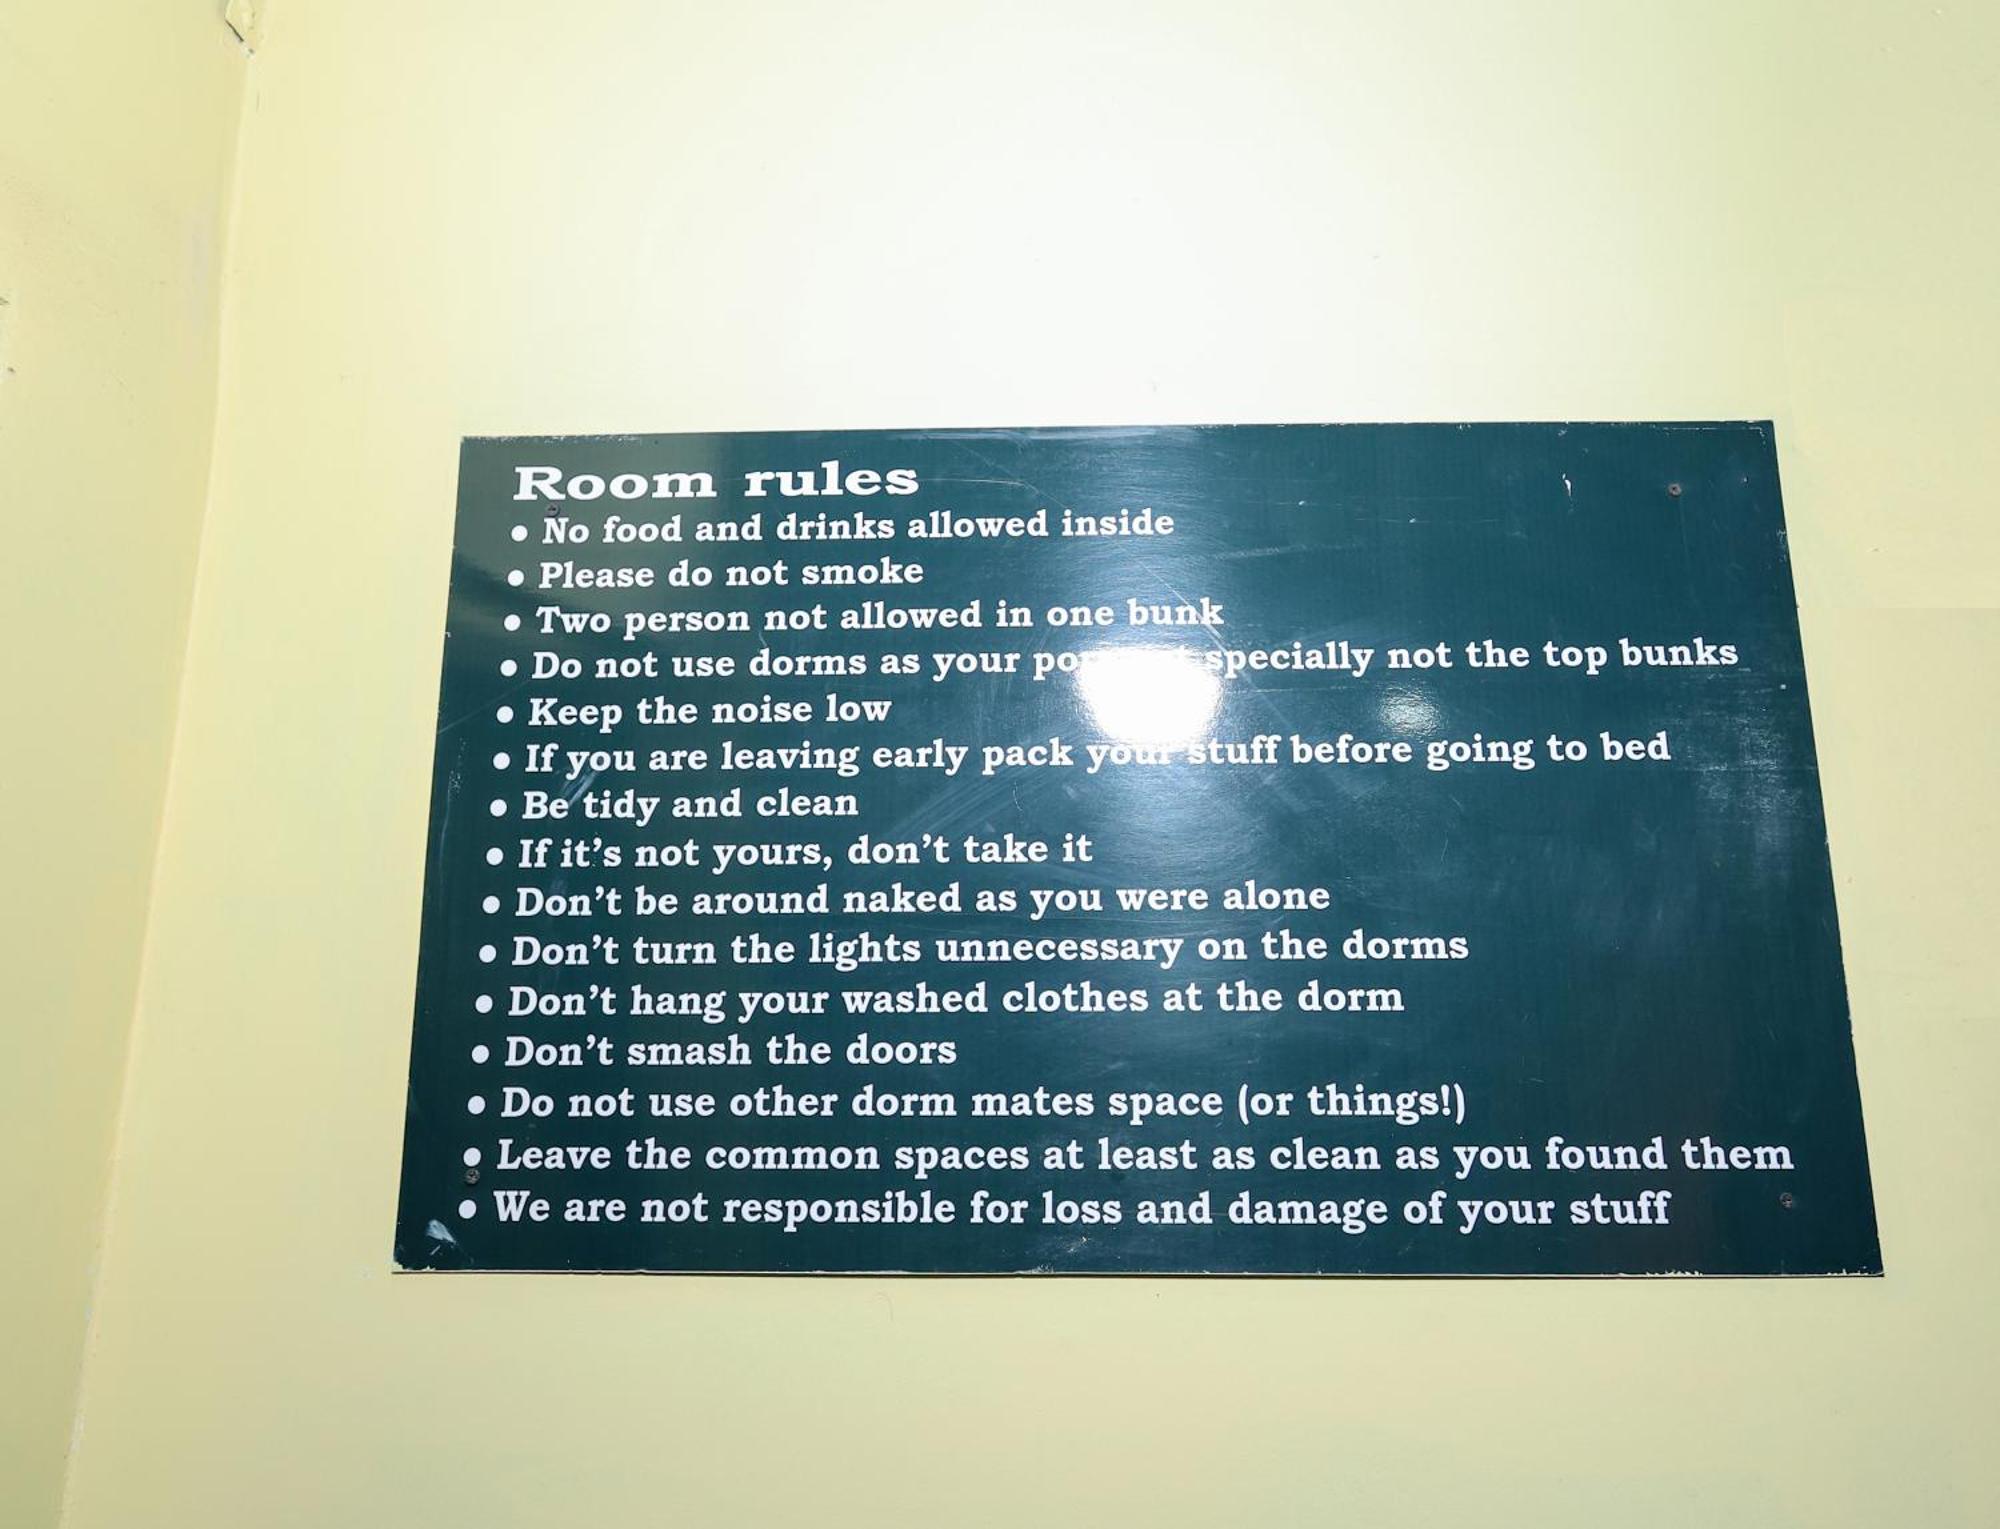 Room rules
• No food and drinks allowed inside
• Please do not smoke
• Two person not allowed in one bunk
• Do not use dorms as your specially not the top bunks
• Keep the noise low
• If you are leaving early pack your stuff before going to bed
• Be tidy and clean
• If it's not yours, don't take it
• Don't be around naked as you were alone
• Don't turn the lights unnecessary on the dorms
• Don't hang your washed clothes at the dorm
• Don't smash the doors
• Do not use other dorm mates space (or things!)
• Leave the common spaces at least as clean as you found them
• We are not responsible for loss and damage of your stuff